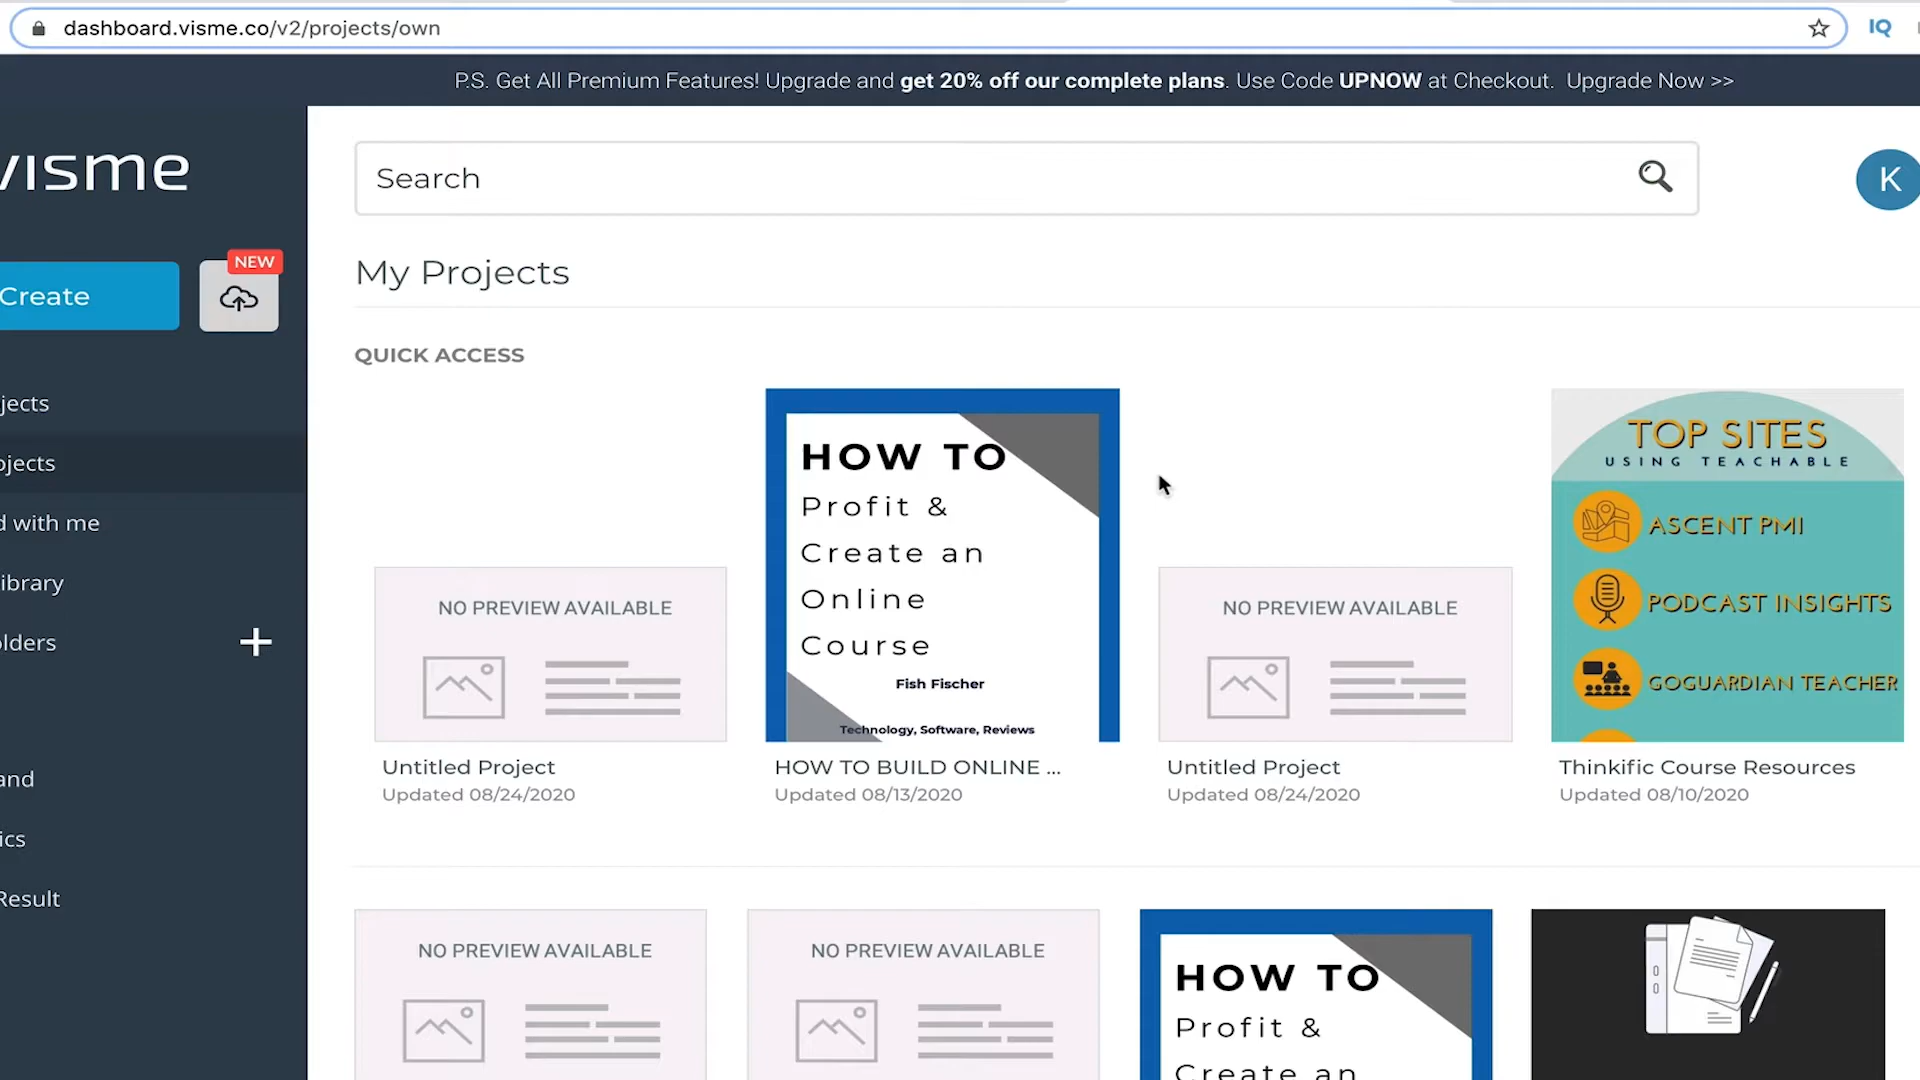 dashboard.visme.co/v2/projects/own
IQ
P.S. Get All Premium Features! Upgrade and get 20% off our complete plans. Use Code UPNOW at Checkout. Upgrade Now >>
visme
Search
K
My Projects
NEW
Create
QUICK ACCESS
jects
ojects
d with me
ibrary
olders
and
ics
Result
NO PREVIEW AVAILABLE
Untitled Project
Updated 08/24/2020
HOW TO
Profit &
Create an
Online
Course
Fish Fischer
Technology, Software, Reviews
HOW TO BUILD ONLINE ...
Updated 08/13/2020
NO PREVIEW AVAILABLE
Untitled Project
Updated 08/24/2020
TOP SITES
USING TEACHABLE
ASCENT PMI
PODCAST INSIGHTS
GOGUARDIAN TEACHER
Thinkific Course Resources
Updated 08/10/2020
NO PREVIEW AVAILABLE
NO PREVIEW AVAILABLE
HOW TO
Profit &
Create an